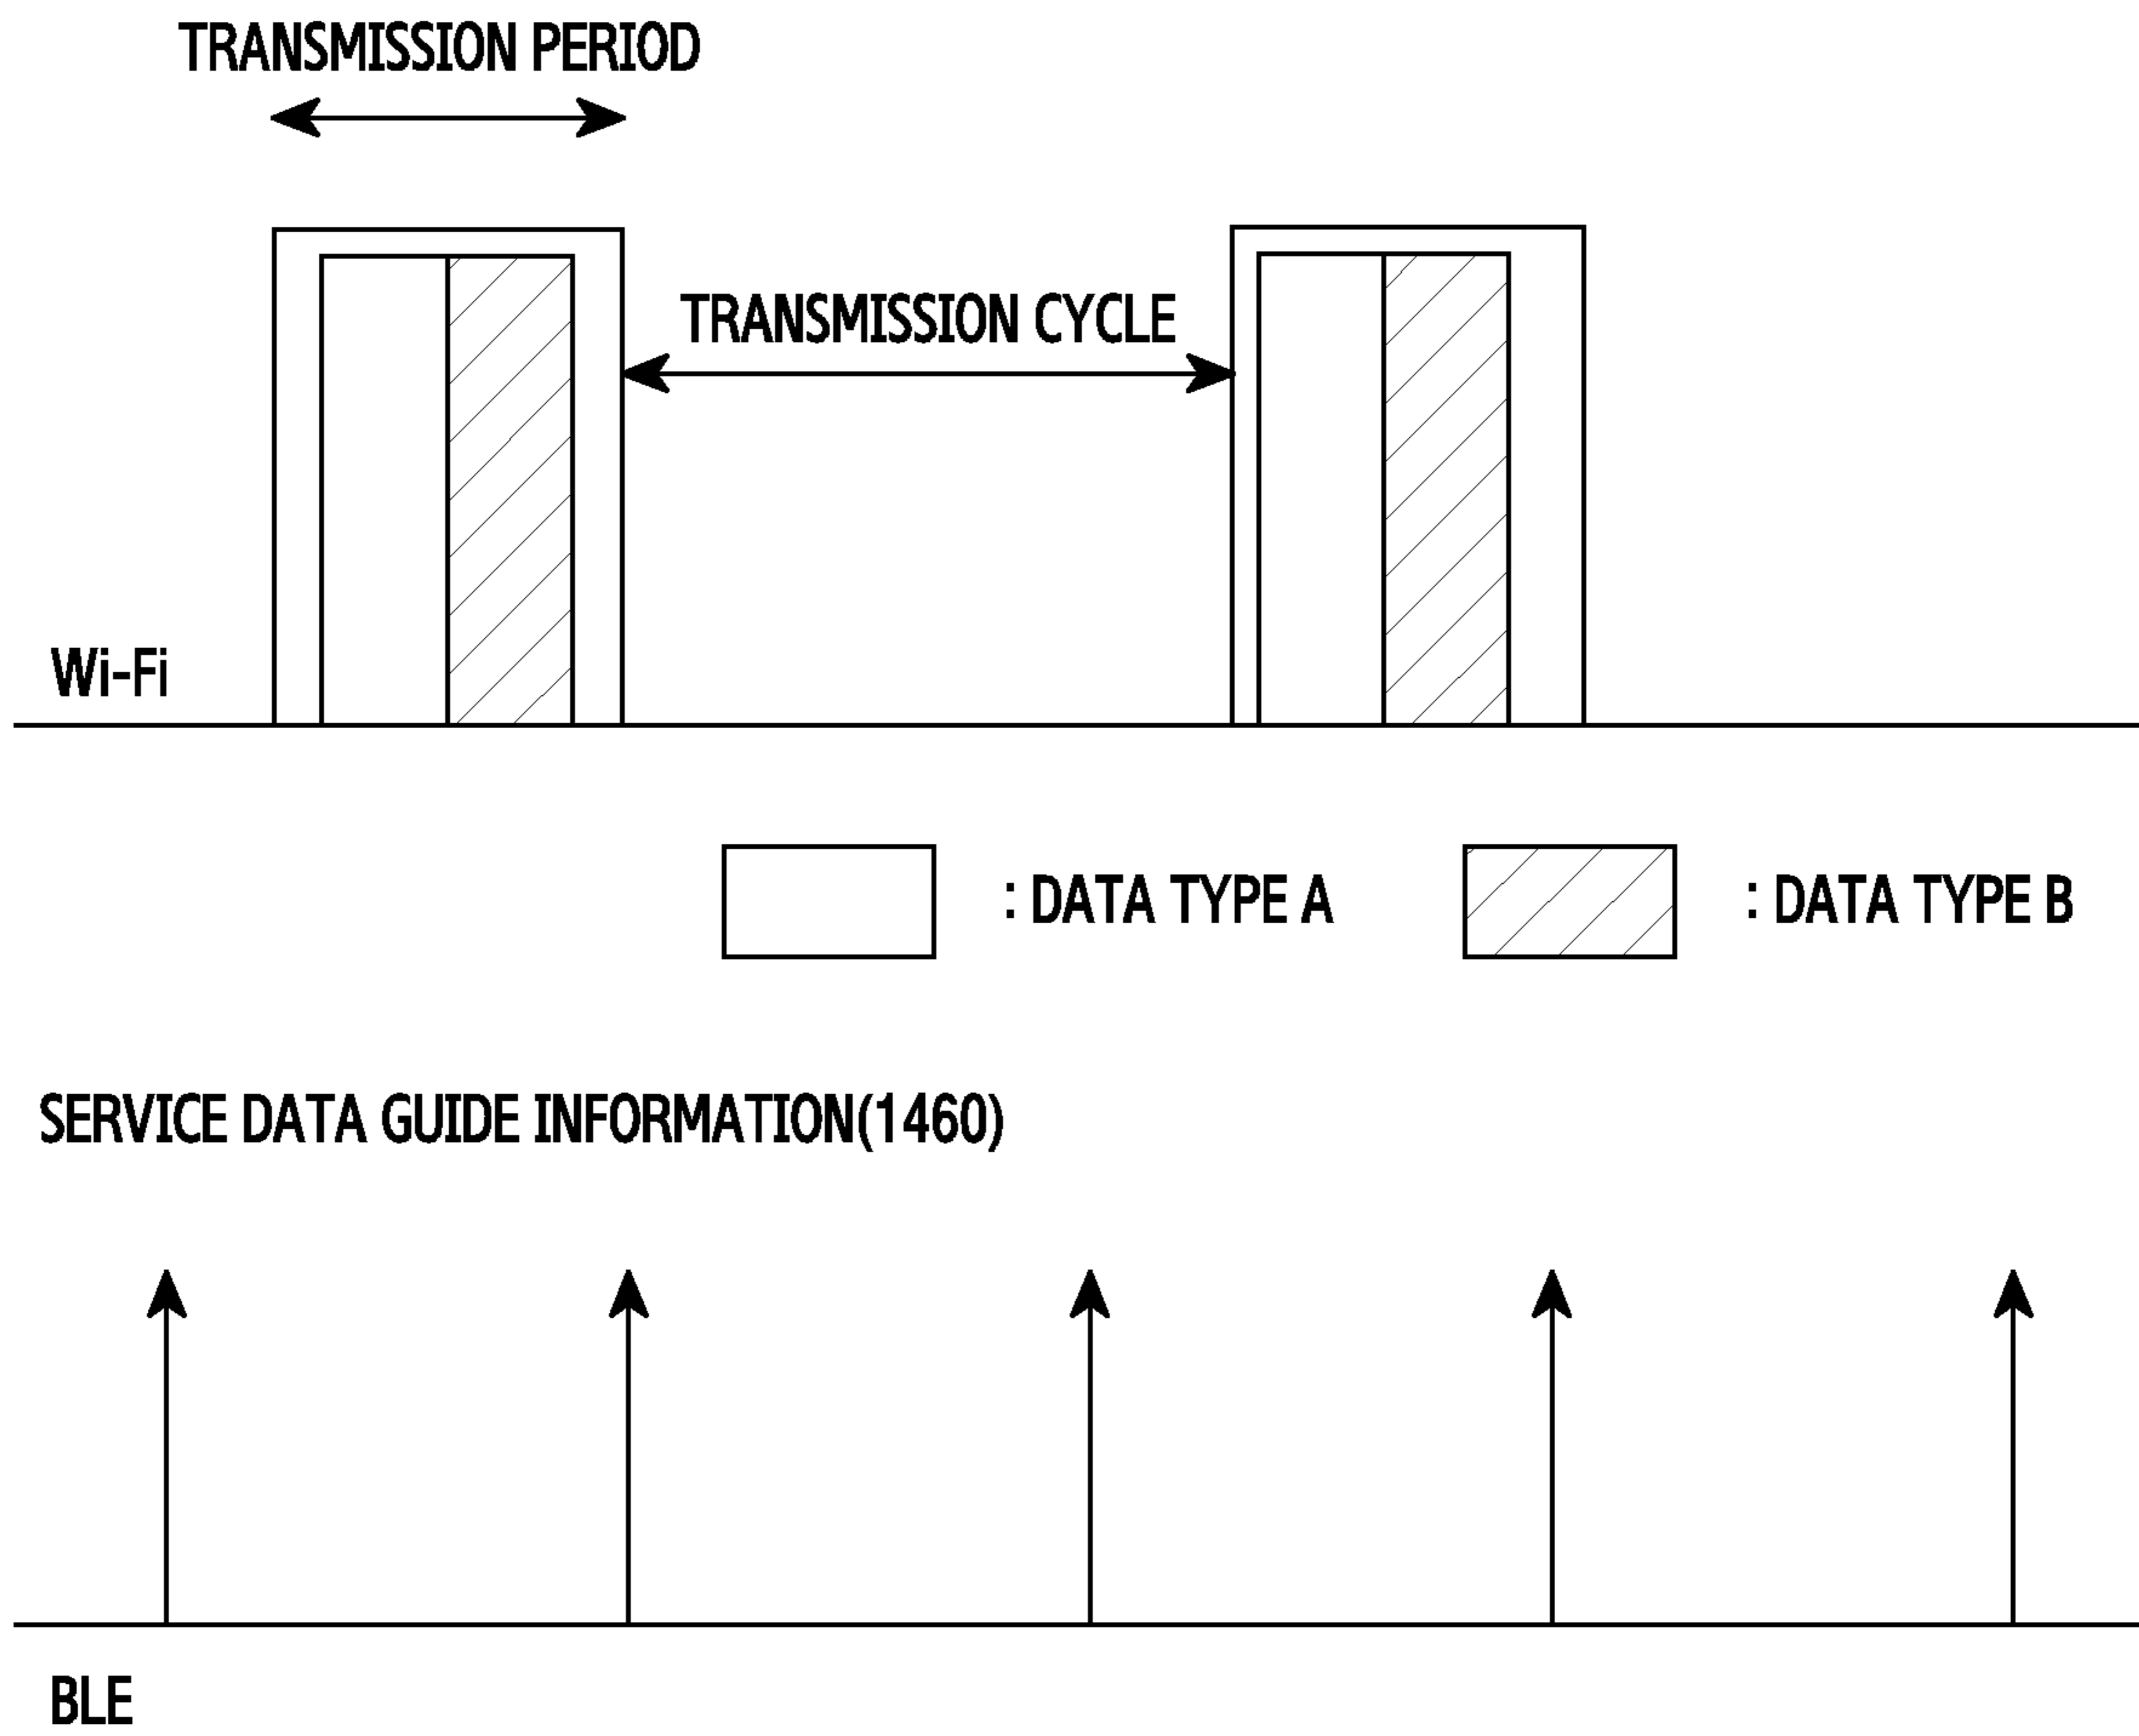 TRANSMISSION PERIOD
TRANSMISSION CYCLE
Wi-Fi
: DATA TYPE A
: DATA TYPE B
SERVICE DATA GUIDE INFORMATION(1460)
BLE